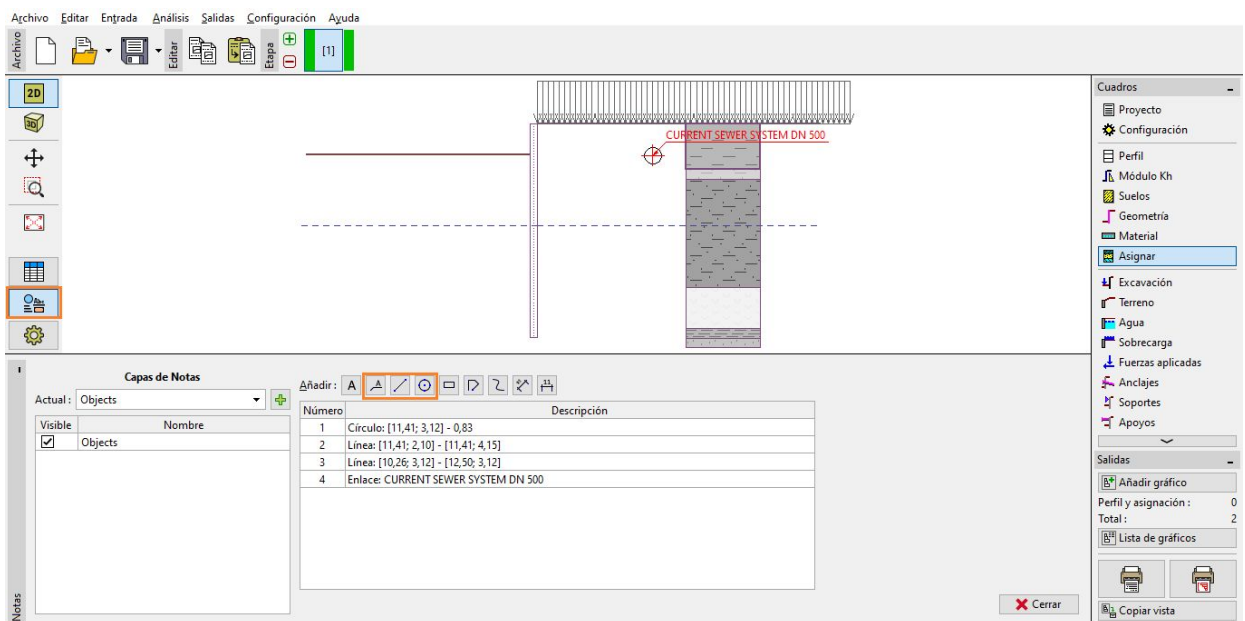 Archivo Editar Entrada Análisis Salidas Configuración Ayuda
Archivo
Editar
Etapa
[1]
2D
3D
CURRENT SEWER SYSTEM DN 500
Cuadros
Proyecto
Configuración
Perfil
Módulo Kh
Suelos
Geometría
Material
Asignar
Excavación
Terreno
Agua
Sobrecarga
Fuerzas aplicadas
Anclajes
Soportes
Apoyos
Notas
Capas de Notas
Actual : Objects
Visible Nombre
Objects
Añadir : A
Número Descripción
1 Círculo: [11,41; 3,12] - 0,83
2 Línea: [11,41; 2,10] - [11,41; 4,15]
3 Línea: [10,26; 3,12] - [12,50; 3,12]
4 Enlace: CURRENT SEWER SYSTEM DN 500
Cerrar
Salidas
Añadir gráfico
Perfil y asignación : 0
Total : 2
Lista de gráficos
Copiar vista